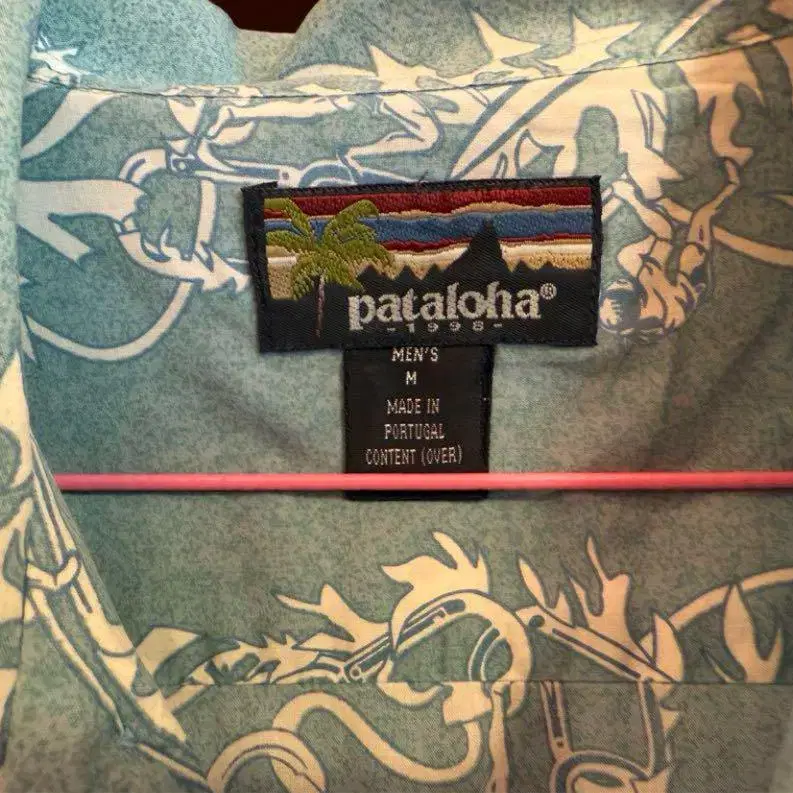 pataloha®
-1998-
MEN'S
M
MADE IN
PORTUGAL
CONTENT (OVER)